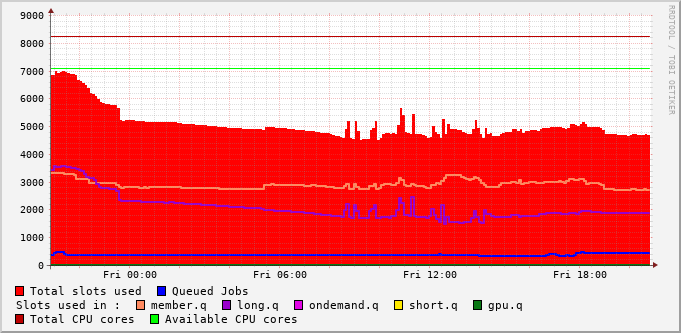 9000
8000
7000
6000
5000
4000
3000
2000
1000
0
Fri 00:00 Fri 06:00 Fri 12:00 Fri 18:00
RRDTOOL / TOBI OETIKER
Total slots used Queued Jobs
Slots used in : member.q long.q ondemand.q short.q gpu.q
Total CPU cores Available CPU cores